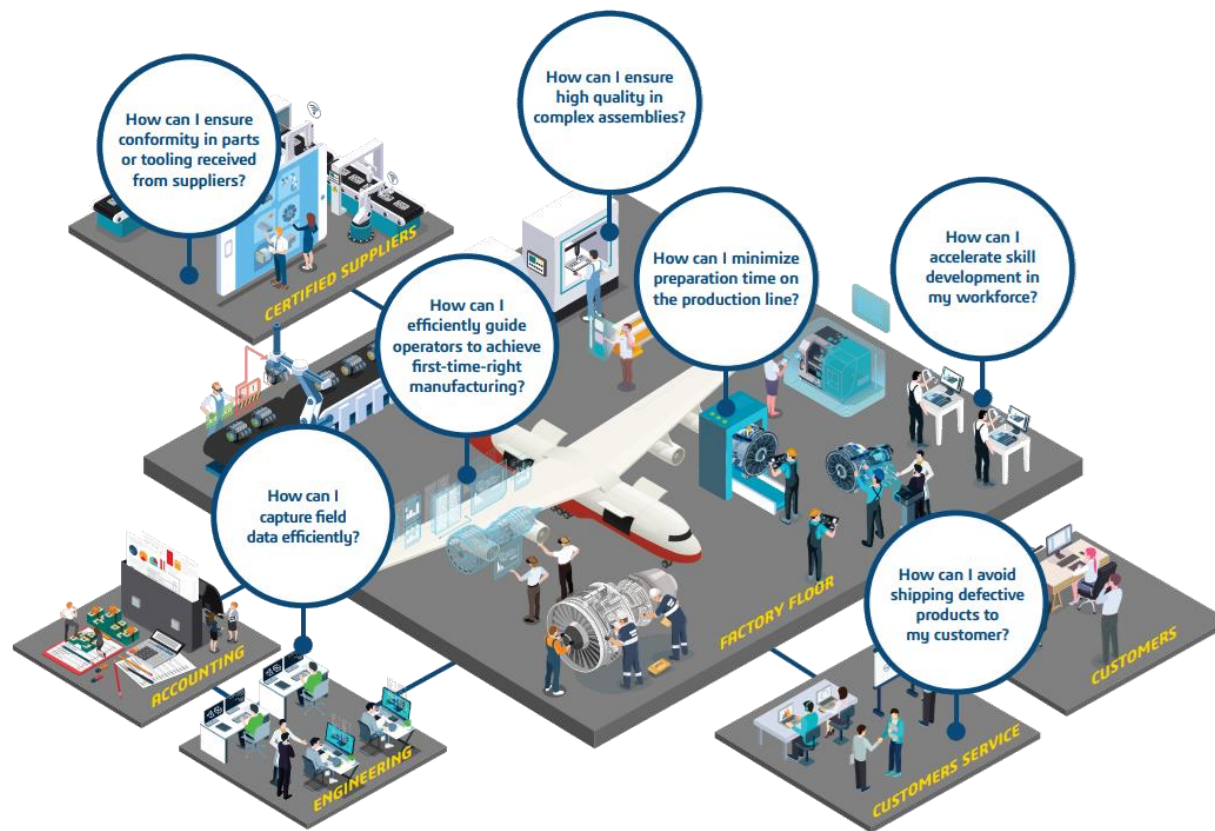 How can I ensure
high quality in
complex assemblies?
How can I ensure
conformity in parts
or tooling received
from suppliers?
How can I
accelerate skill
development in
my workforce?
How can I minimize
preparation time on
the production line?
CERTIFIED SUPPLIERS
How can I
efficiently guide
operators to achieve
first-time-right
manufacturing?
How can I
capture field
data efficiently?
How can I avoid
shipping defective
products to
my customer?
FACTORY FLOOR
CUSTOMERS
ACCOUNTING
ENGINEERING
CUSTOMERS SERVICE